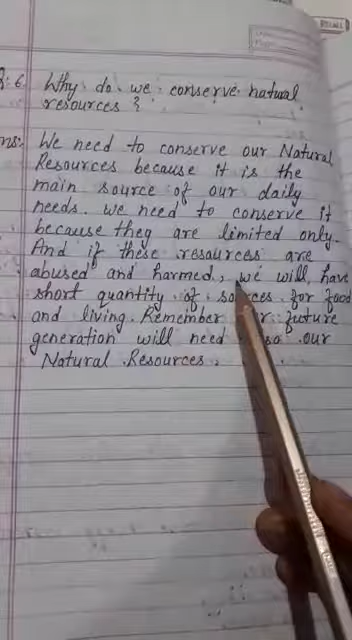 Q:6. Why do we conserve natural
resources?
Ans: We need to conserve our Natural
Resources because it is the
main source of our daily
needs. we need to conserve it
because they are limited only.
And if these resources are
abused and harmed, we will have
short quantity of sources for food
and living. Remember future
generation will need our
Natural Resources.